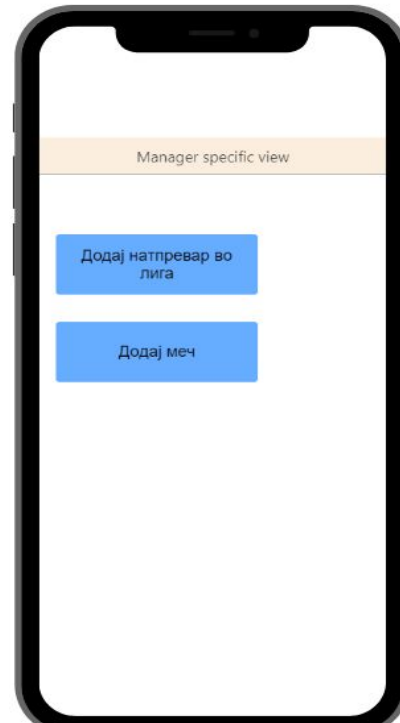 Manager specific view
Додај натпревар во
лига
Додај меч